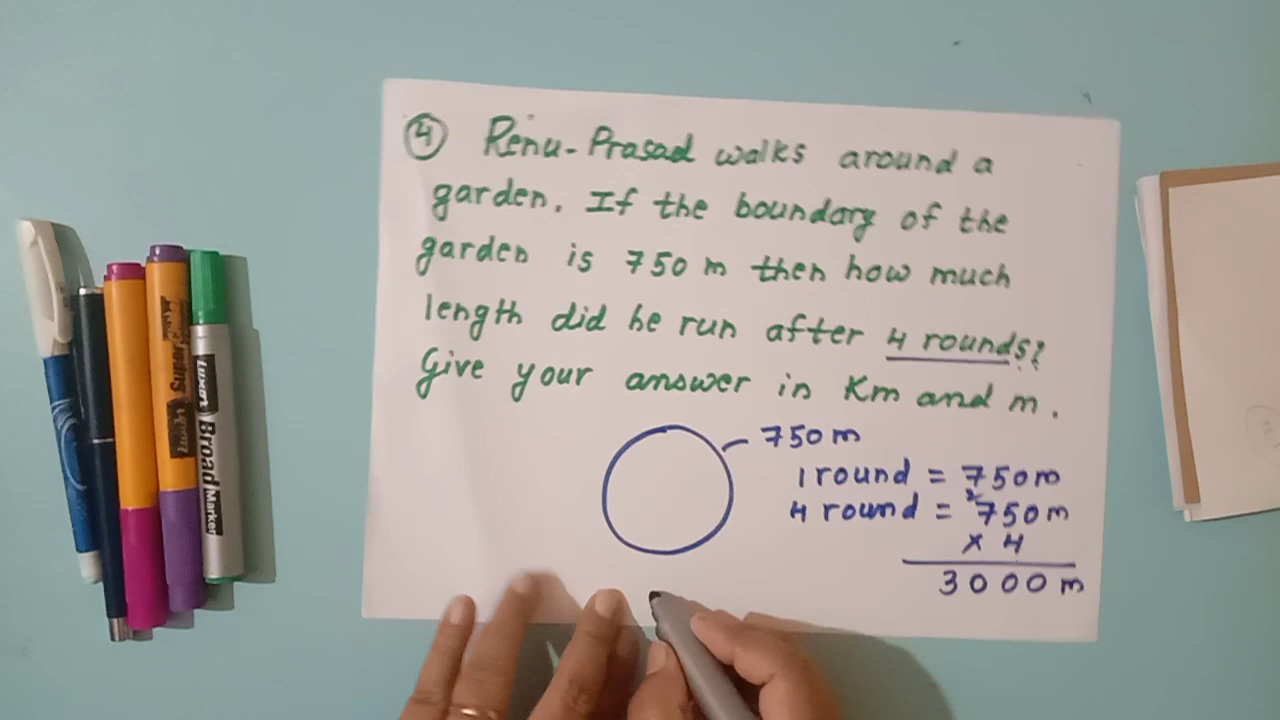 4 Renu-Prasad walks around a
garden. If the boundary of the
garden is 750 m then how much
length did he run after 4 rounds?
Give your answer in Km and m.
750 m
1 round = 750m
4 round = 2750m
x 4
3000 m
Luxor Broad Marker